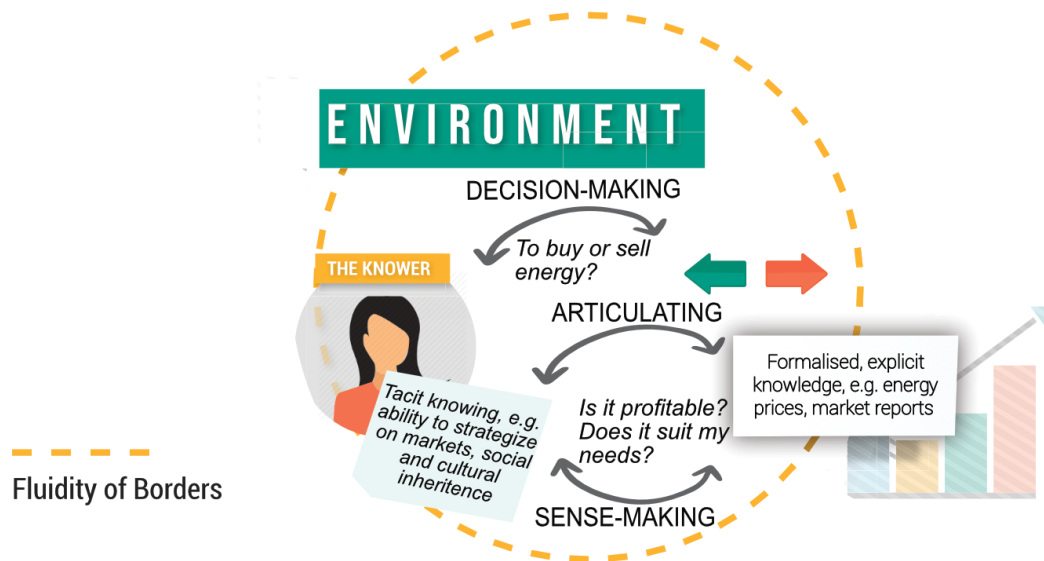 ENVIRONMENT
DECISION-MAKING
To buy or sell
energy?
THE KNOWER
ARTICULATING
Formalised, explicit
knowledge, e.g. energy
prices, market reports
Tacit knowing, e.g.
ability to strategize
on markets, social
and cultural
inheritence
Is it profitable?
Does it suit my
needs?
SENSE-MAKING
Fluidity of Borders